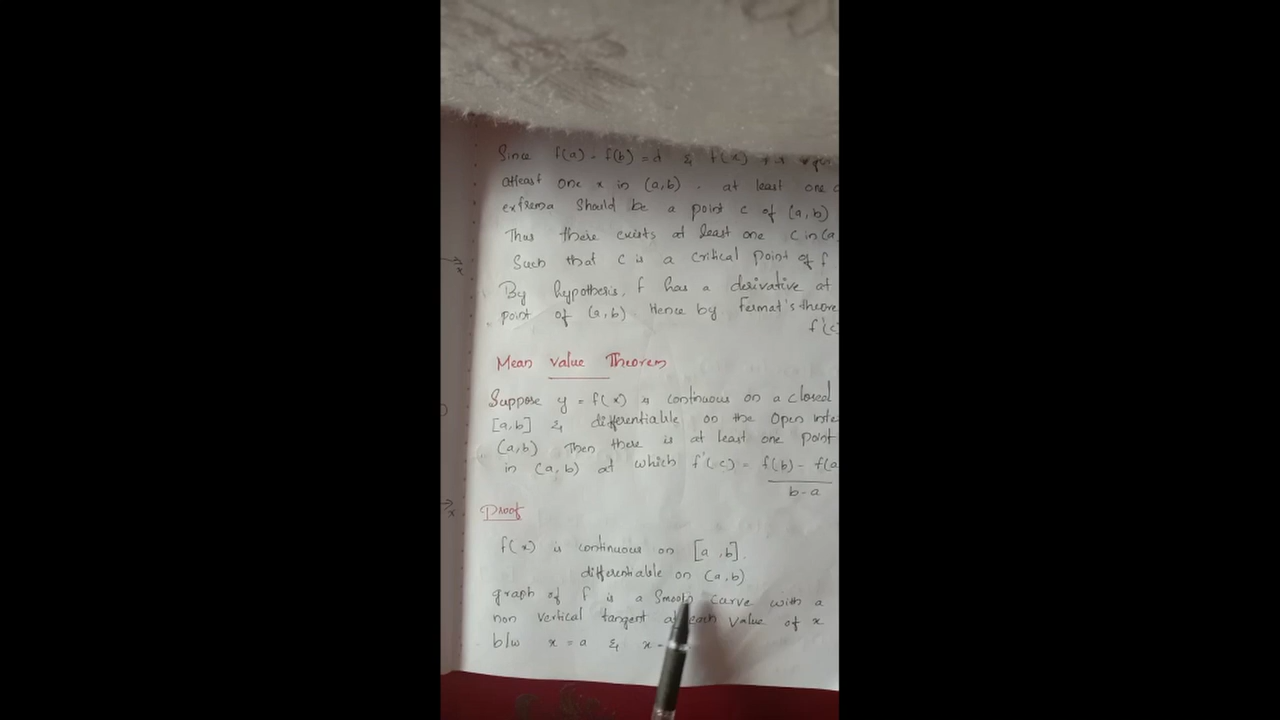 Since f(a) - f(b) = d & f(x)
atleast one x in (a,b) . at least one
extrema should be a point c of (a,b)
Thus there exists at least one c in (a,
Such that c is a critical point of f
By hypothesis, f has a derivative at
point of (a,b) Hence by Fermat's theore
f'(c
Mean value Theorem
Suppose y = f(x) is continuous on a closed
[a,b] & differentiable on the Open inte
(a,b) Then there is at least one point
in (a,b) at which f'(c) = f(b) - f(a
b-a
Proof
f(x) is continuous on [a,b].
differentiable on (a,b)
graph of f is a Smooth Curve with a
non vertical tangent at each value of x
b/w x = a & x =